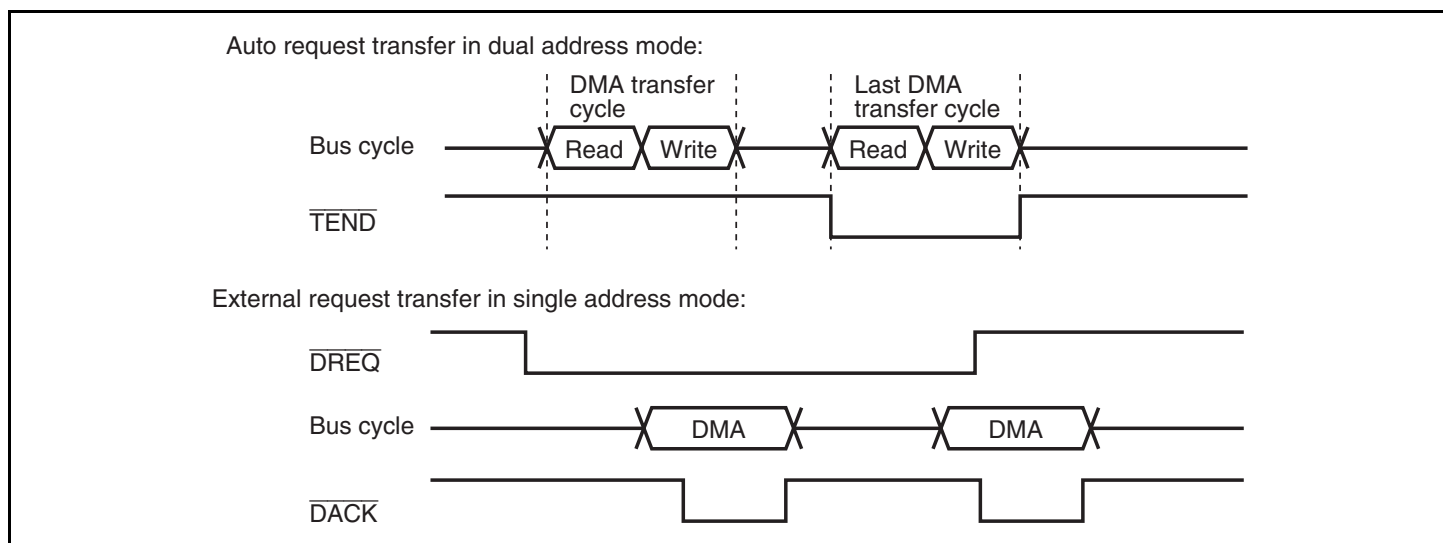 Auto request transfer in dual address mode:
DMA transfer
cycle
Last DMA
transfer cycle
Bus cycle
Read
Write
Read
Write
TEND
External request transfer in single address mode:
DREQ
Bus cycle
DMA
DMA
DACK